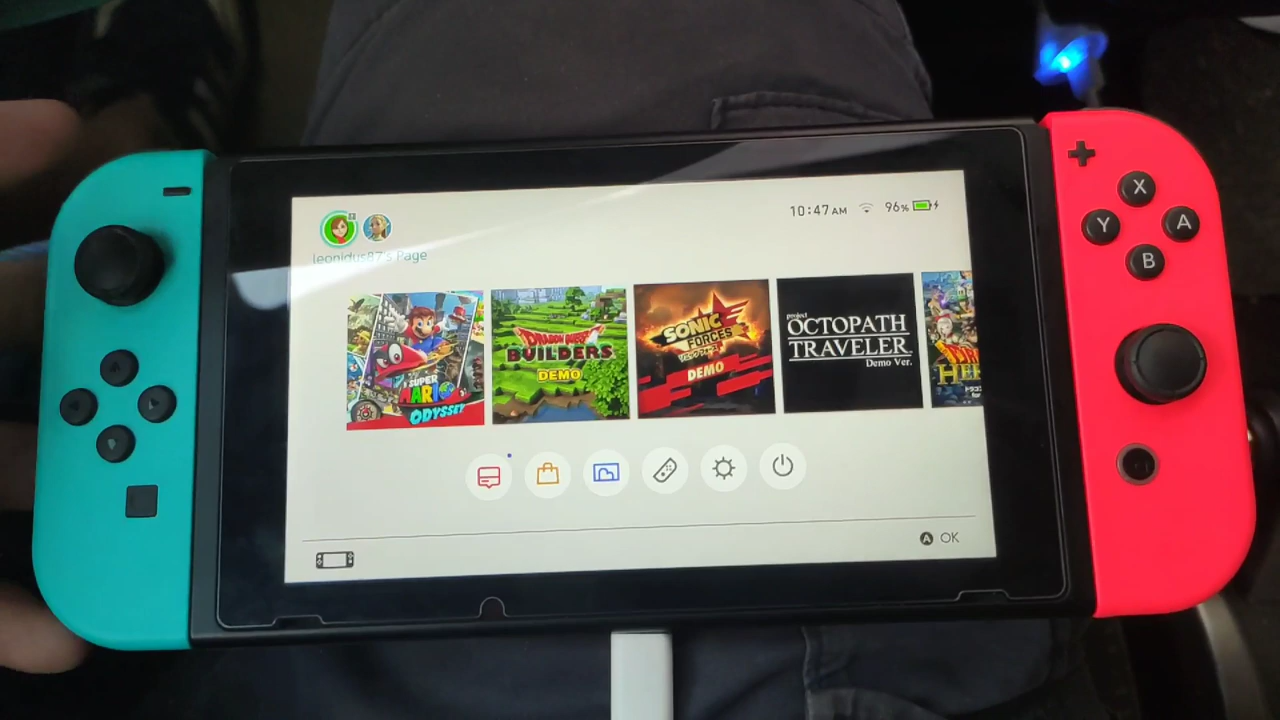 10:47 AM 96%
leonidus87's Page
SUPER
MARIO
ODYSSEY
DRAGON QUEST
BUILDERS
DEMO
SONIC
FORCES
DEMO
project
OCTOPATH
TRAVELER
Demo Ver.
A OK
X
Y
A
B